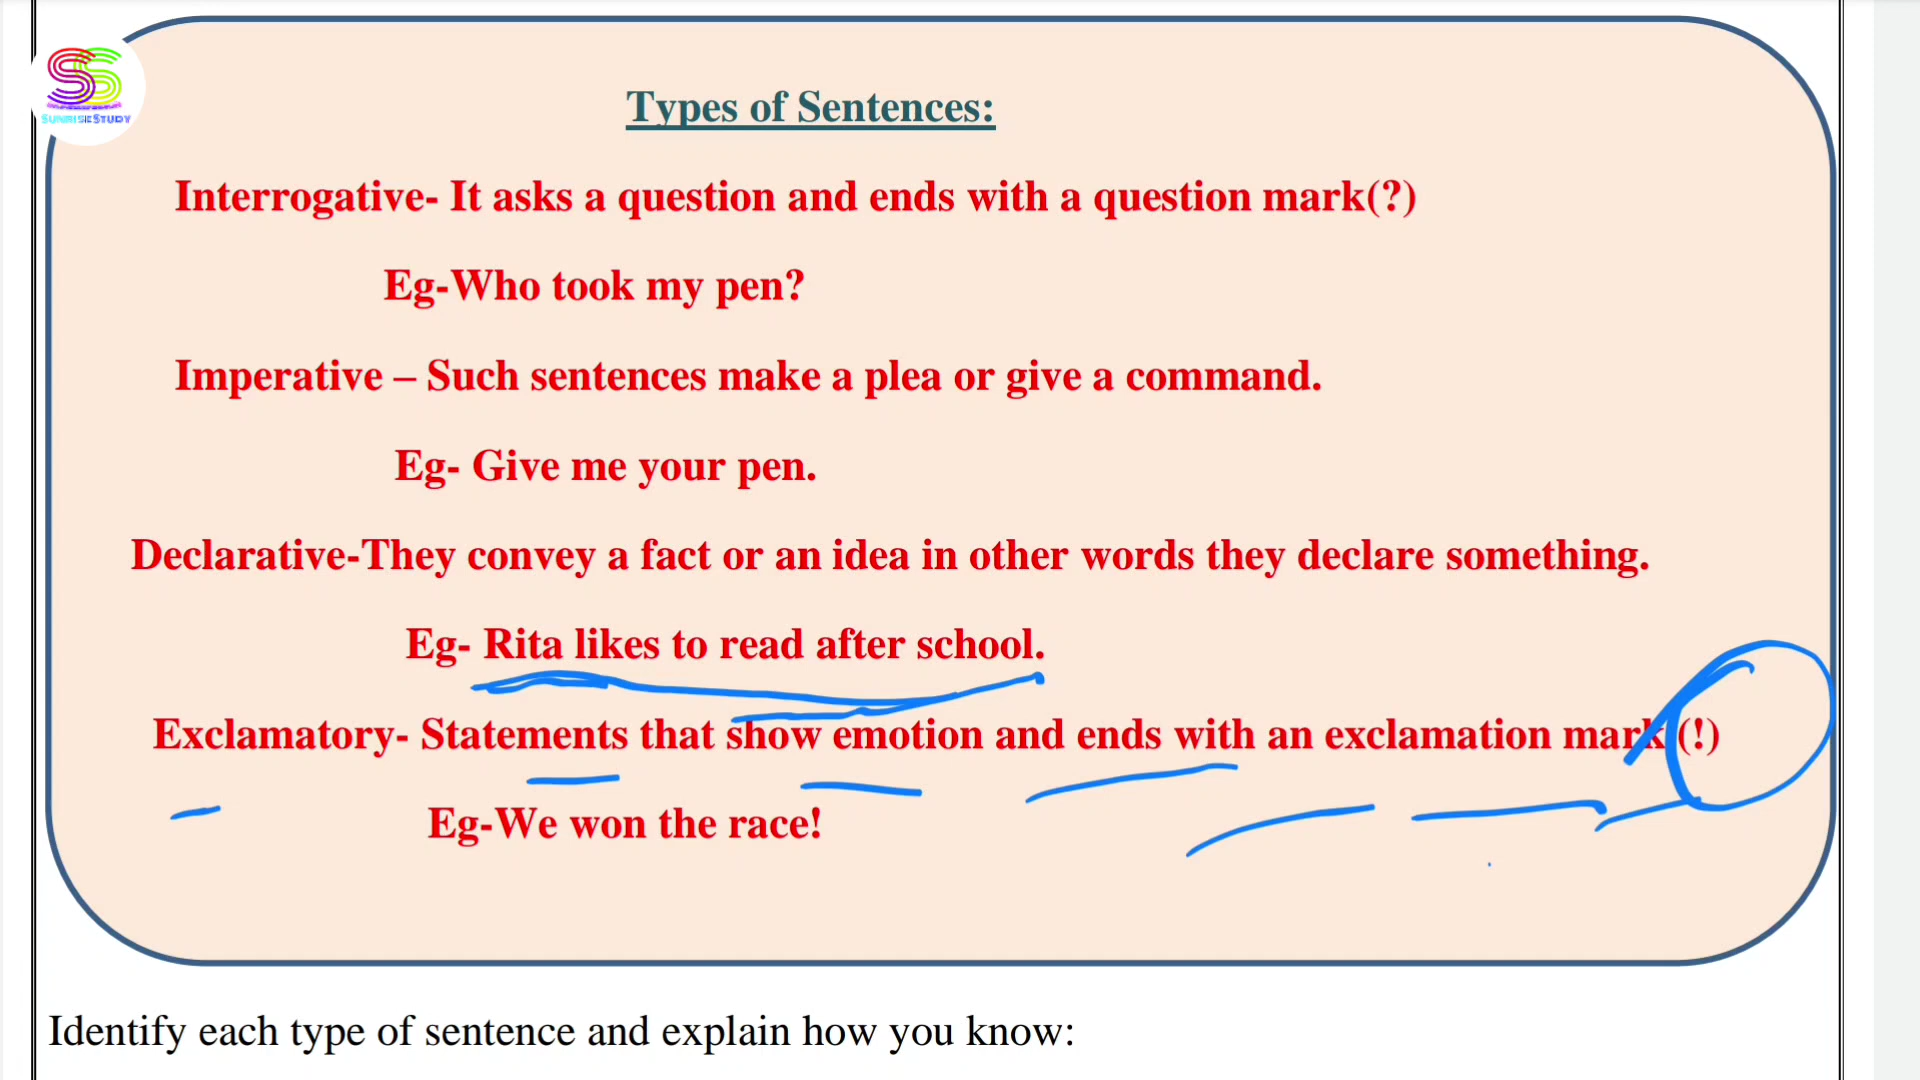 SUNRISE STUDY
Types of Sentences:
Interrogative- It asks a question and ends with a question mark(?)
Eg-Who took my pen?
Imperative – Such sentences make a plea or give a command.
Eg- Give me your pen.
Declarative-They convey a fact or an idea in other words they declare something.
Eg- Rita likes to read after school.
Exclamatory- Statements that show emotion and ends with an exclamation mark (!)
Eg-We won the race!
Identify each type of sentence and explain how you know: